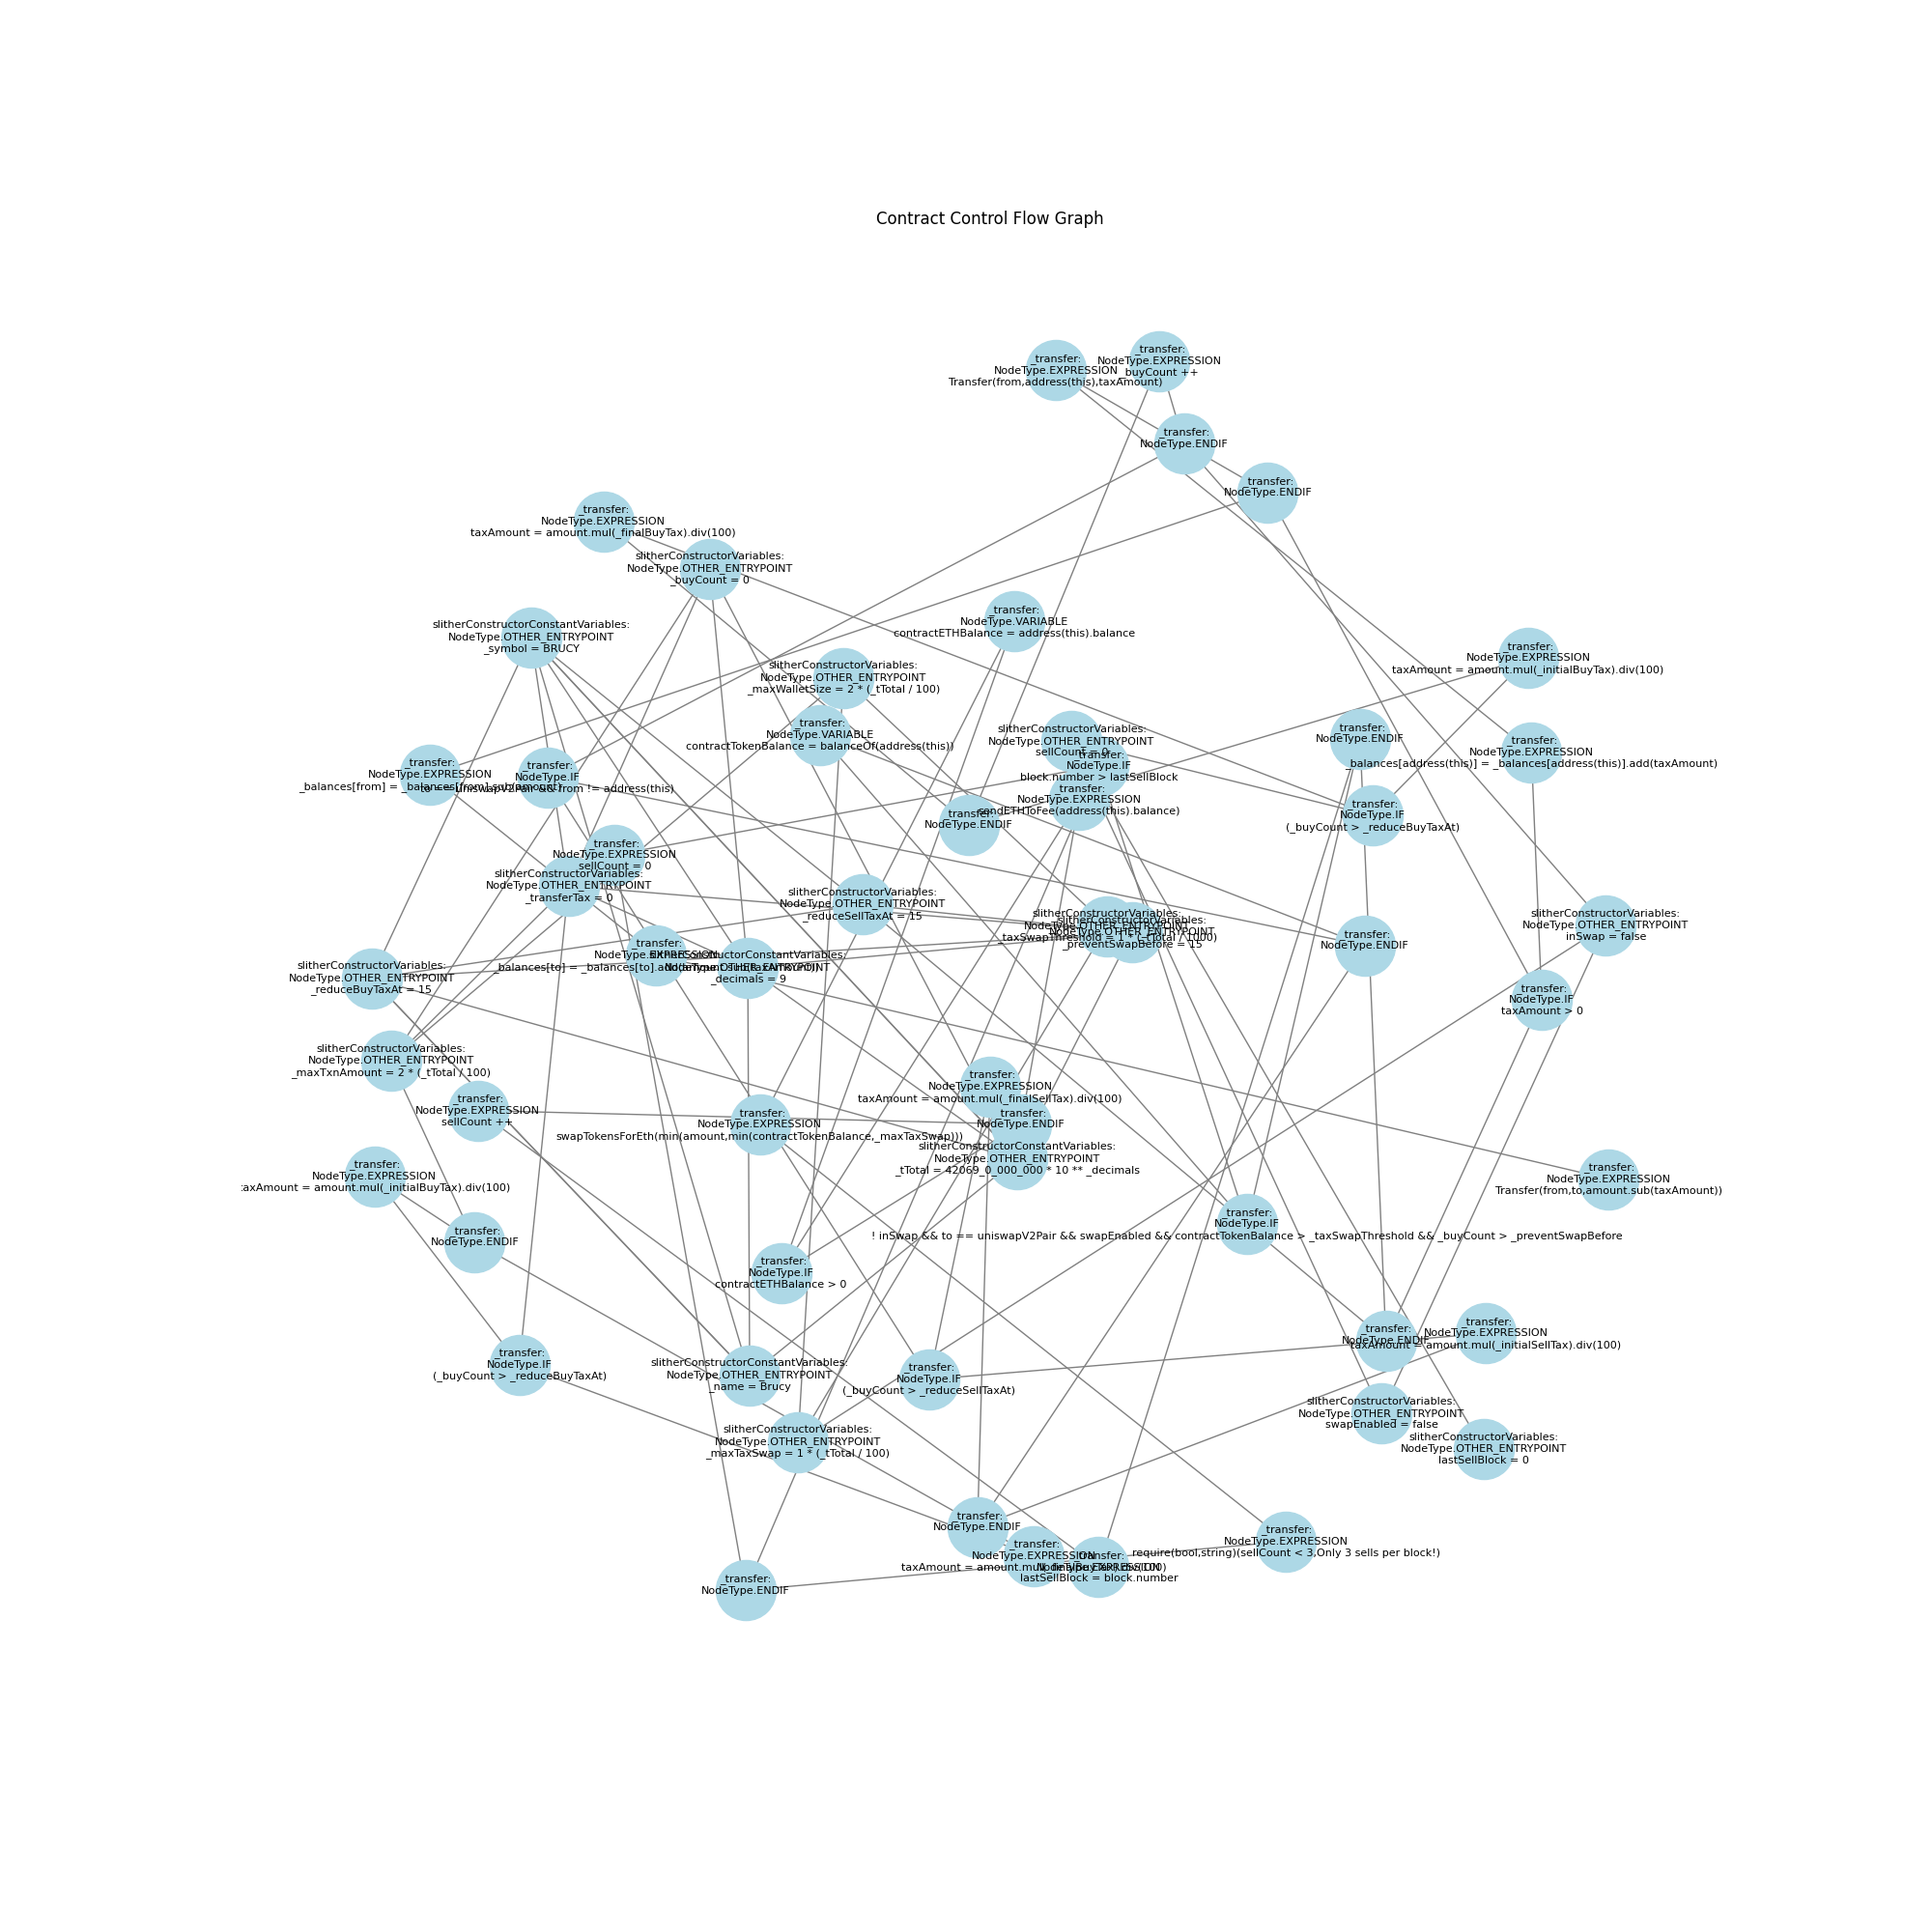 Contract Control Flow Graph
_transfer:
NodeType.EXPRESSION
_buyCount ++
_transfer:
NodeType.EXPRESSION
Transfer(from,address(this),taxAmount)
_transfer:
NodeType.ENDIF
_transfer:
NodeType.ENDIF
_transfer:
NodeType.EXPRESSION
taxAmount = amount.mul(_finalBuyTax).div(100)
slitherConstructorVariables:
NodeType.OTHER_ENTRYPOINT
_buyCount = 0
slitherConstructorConstantVariables:
NodeType.OTHER_ENTRYPOINT
_symbol = BRUCY
_transfer:
NodeType.VARIABLE
contractETHBalance = address(this).balance
_transfer:
NodeType.EXPRESSION
taxAmount = amount.mul(_initialBuyTax).div(100)
slitherConstructorVariables:
NodeType.OTHER_ENTRYPOINT
_maxWalletSize = 2 * (_tTotal / 100)
_transfer:
NodeType.VARIABLE
contractTokenBalance = balanceOf(address(this))
slitherConstructorVariables:
NodeType.OTHER_ENTRYPOINT
sellCount = 0
_transfer:
NodeType.IF
block.number > lastSellBlock
_transfer:
NodeType.EXPRESSION
sendETHToFee(address(this).balance)
_transfer:
NodeType.ENDIF
_transfer:
NodeType.EXPRESSION
_balances[address(this)] = _balances[address(this)].add(taxAmount)
_transfer:
NodeType.EXPRESSION
_balances[from] = _balances[from].sub(amount)
_transfer:
NodeType.IF
to == uniswapV2Pair && from != address(this)
_transfer:
NodeType.ENDIF
_transfer:
NodeType.IF
(_buyCount > _reduceBuyTaxAt)
_transfer:
NodeType.EXPRESSION
sellCount = 0
slitherConstructorVariables:
NodeType.OTHER_ENTRYPOINT
_transferTax = 0
slitherConstructorVariables:
NodeType.OTHER_ENTRYPOINT
_reduceSellTaxAt = 15
slitherConstructorVariables:
NodeType.OTHER_ENTRYPOINT
_taxSwapThreshold = 1 * (_tTotal / 1000)
slitherConstructorVariables:
NodeType.OTHER_ENTRYPOINT
_preventSwapBefore = 15
_transfer:
NodeType.ENDIF
slitherConstructorVariables:
NodeType.OTHER_ENTRYPOINT
inSwap = false
_transfer:
NodeType.EXPRESSION
_balances[to] = _balances[to].add(amount.sub(taxAmount))
slitherConstructorConstantVariables:
NodeType.OTHER_ENTRYPOINT
_decimals = 9
slitherConstructorVariables:
NodeType.OTHER_ENTRYPOINT
_reduceBuyTaxAt = 15
_transfer:
NodeType.IF
taxAmount > 0
slitherConstructorVariables:
NodeType.OTHER_ENTRYPOINT
_maxTxnAmount = 2 * (_tTotal / 100)
_transfer:
NodeType.EXPRESSION
taxAmount = amount.mul(_finalSellTax).div(100)
_transfer:
NodeType.EXPRESSION
sellCount ++
_transfer:
NodeType.EXPRESSION
swapTokensForEth(min(amount,min(contractTokenBalance,_maxTaxSwap)))
_transfer:
NodeType.ENDIF
slitherConstructorConstantVariables:
NodeType.OTHER_ENTRYPOINT
_tTotal = 42069_0_000_000 * 10 ** _decimals
_transfer:
NodeType.EXPRESSION
taxAmount = amount.mul(_initialBuyTax).div(100)
_transfer:
NodeType.EXPRESSION
Transfer(from,to,amount.sub(taxAmount))
_transfer:
NodeType.ENDIF
_transfer:
NodeType.IF
! inSwap && to == uniswapV2Pair && swapEnabled && contractTokenBalance > _taxSwapThreshold && _buyCount > _preventSwapBefore
_transfer:
NodeType.IF
contractETHBalance > 0
_transfer:
NodeType.ENDIF
_transfer:
NodeType.EXPRESSION
taxAmount = amount.mul(_initialSellTax).div(100)
_transfer:
NodeType.IF
(_buyCount > _reduceBuyTaxAt)
slitherConstructorConstantVariables:
NodeType.OTHER_ENTRYPOINT
_name = Brucy
_transfer:
NodeType.IF
(_buyCount > _reduceSellTaxAt)
slitherConstructorVariables:
NodeType.OTHER_ENTRYPOINT
swapEnabled = false
slitherConstructorVariables:
NodeType.OTHER_ENTRYPOINT
_maxTaxSwap = 1 * (_tTotal / 100)
slitherConstructorVariables:
NodeType.OTHER_ENTRYPOINT
lastSellBlock = 0
_transfer:
NodeType.ENDIF
_transfer:
NodeType.EXPRESSION
taxAmount = amount.mul(_finalBuyTax).div(100)
_transfer:
NodeType.EXPRESSION
lastSellBlock = block.number
_transfer:
NodeType.EXPRESSION
require(bool,string)(sellCount < 3,Only 3 sells per block!)
_transfer:
NodeType.ENDIF